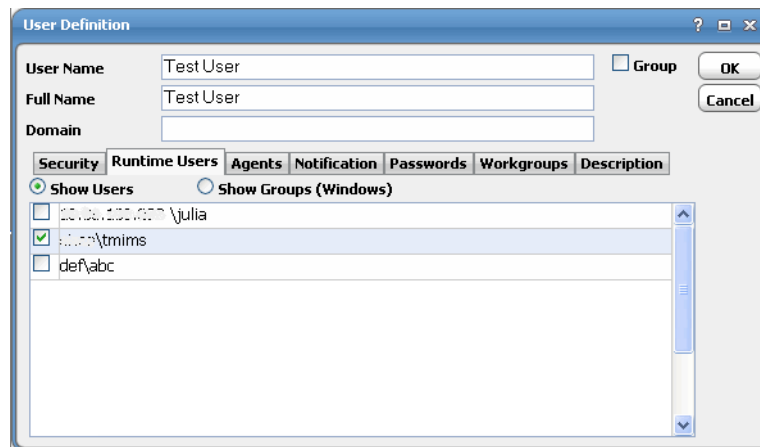 User Definition ?
User Name Test User Group OK
Full Name Test User Cancel
Domain
Security Runtime Users Agents Notification Passwords Workgroups Description
Show Users Show Groups (Windows)
\julia
\tmims
def\abc